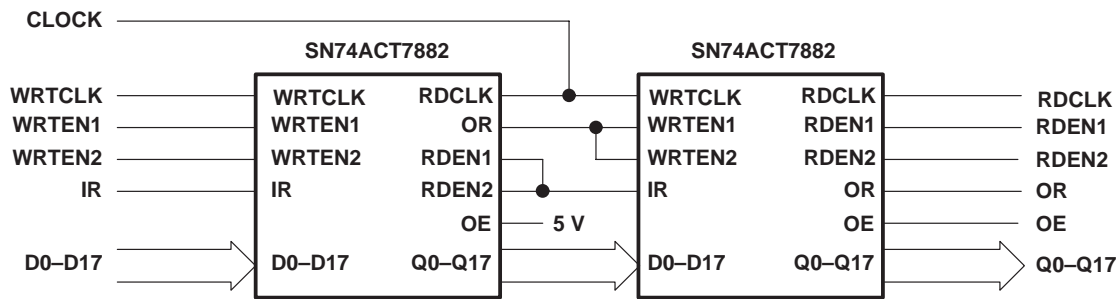 CLOCK
SN74ACT7882 SN74ACT7882
WRTCLK WRTCLK RDCLK WRTCLK RDCLK RDCLK
WRTEN1 WRTEN1 OR WRTEN1 RDEN1 RDEN1
WRTEN2 WRTEN2 RDEN1 WRTEN2 RDEN2 RDEN2
IR IR RDEN2 IR OR OR
OE 5 V OE OE
D0–D17 D0–D17 Q0–Q17 D0–D17 Q0–Q17 Q0–Q17